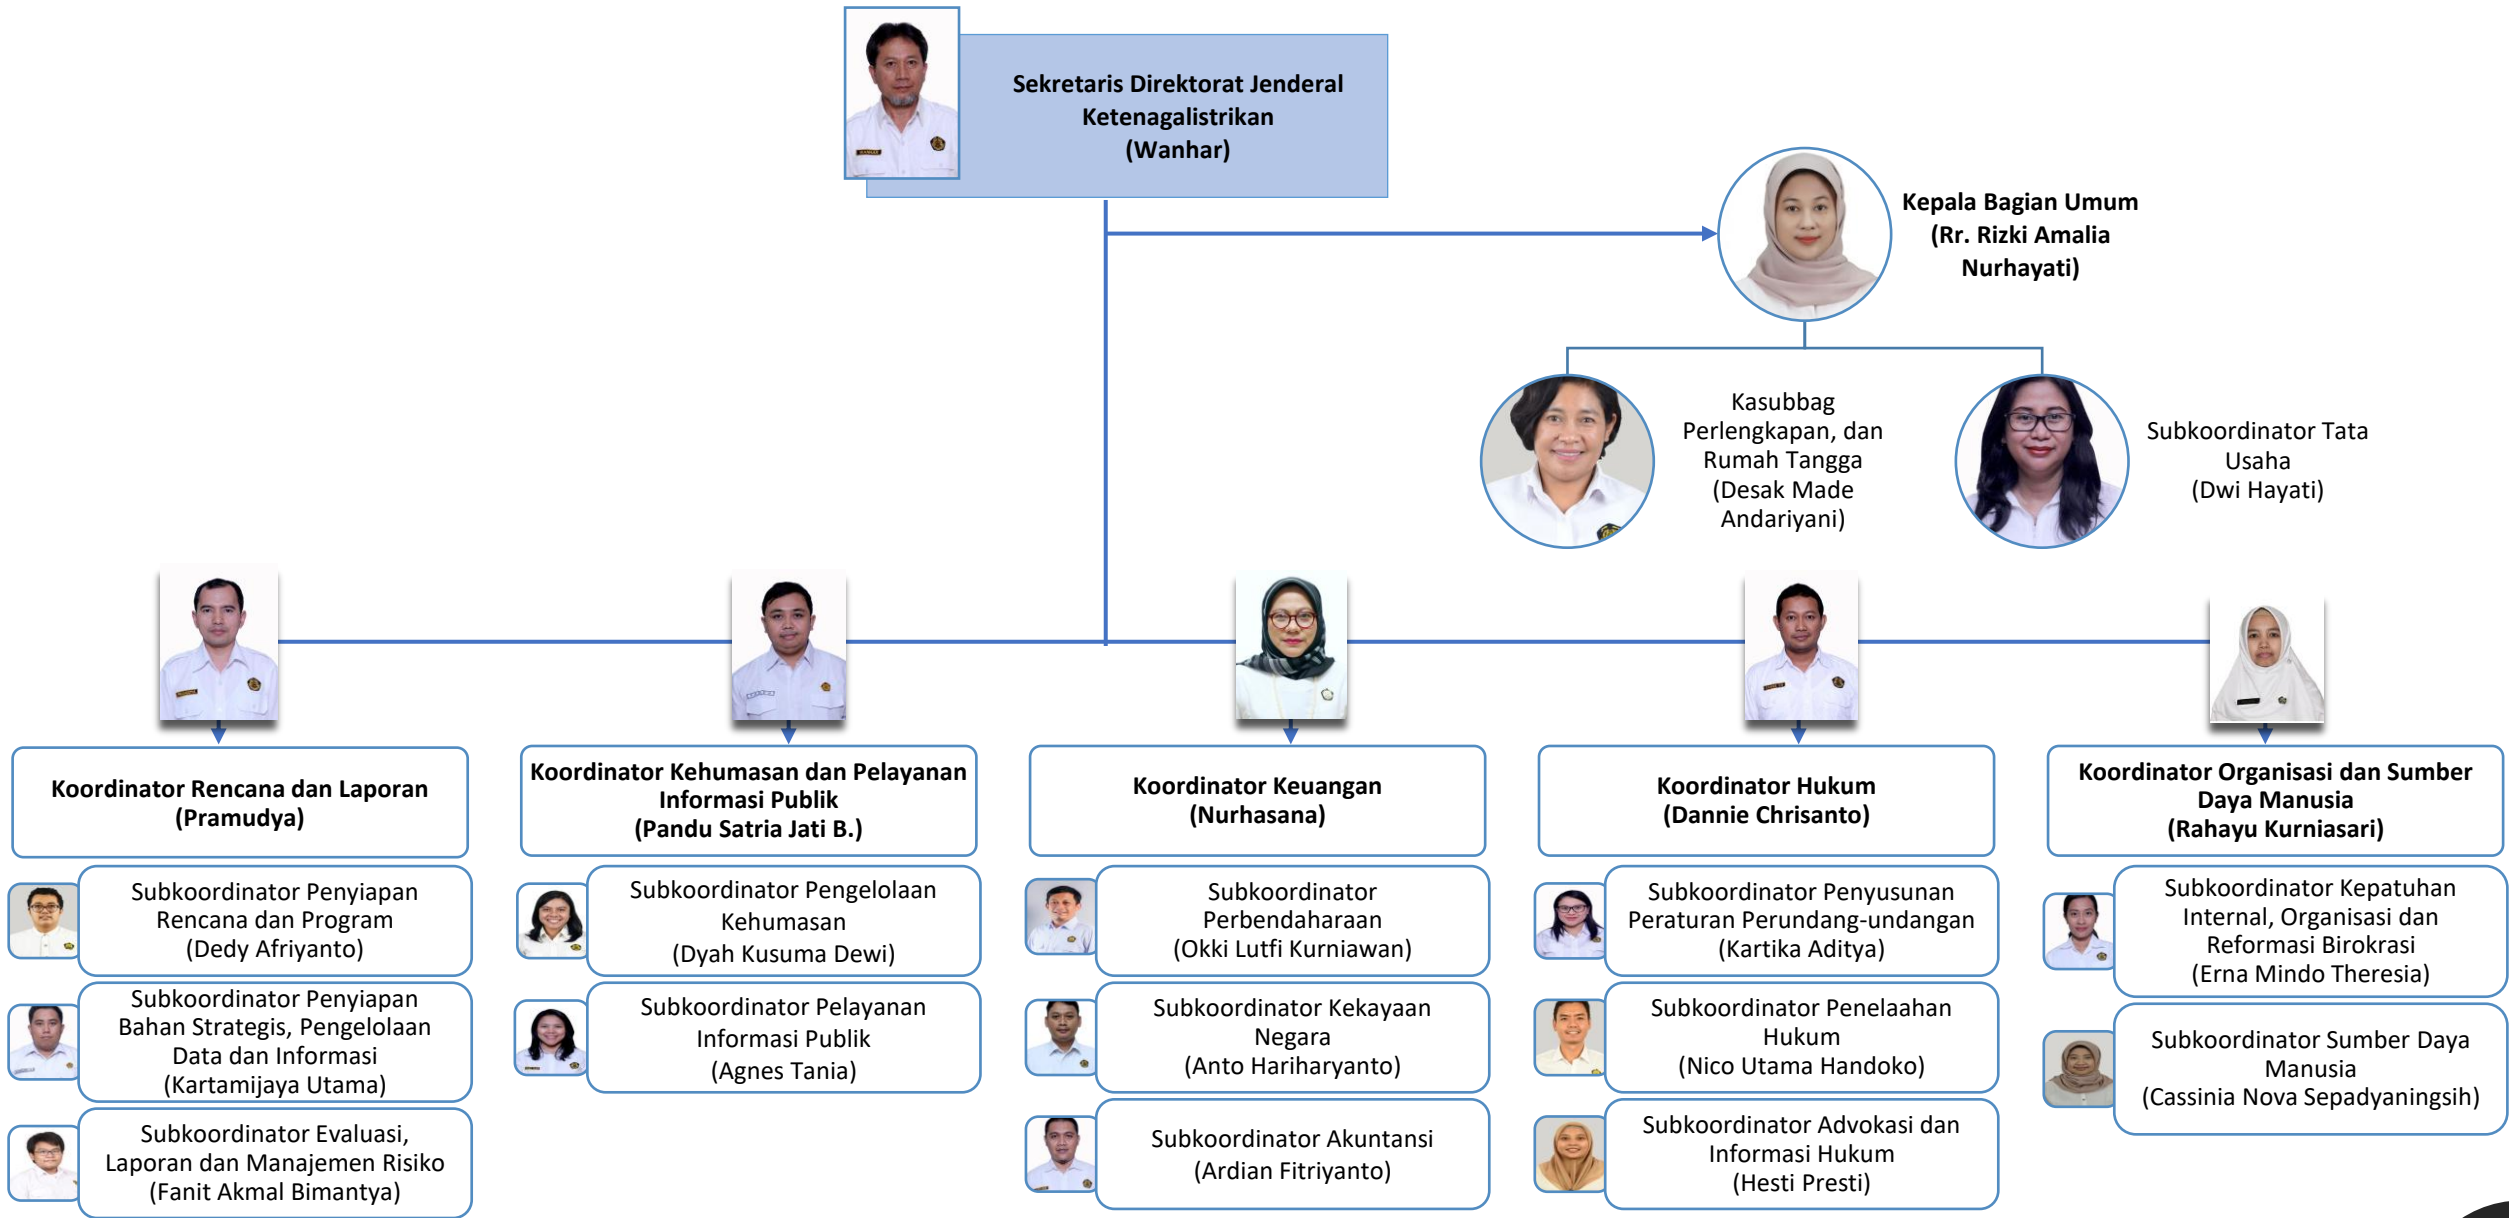 Sekretaris Direktorat Jenderal
Ketenagalistrikan
(Wanhar)
Kepala Bagian Umum
(Rr. Rizki Amalia
Nurhayati)
Kasubbag
Perlengkapan, dan
Rumah Tangga
(Desak Made
Andariyani)
Subkoordinator Tata
Usaha
(Dwi Hayati)
Koordinator Rencana dan Laporan
(Pramudya)
Subkoordinator Penyiapan
Rencana dan Program
(Dedy Afriyanto)
Subkoordinator Penyiapan
Bahan Strategis, Pengelolaan
Data dan Informasi
(Kartamijaya Utama)
Subkoordinator Evaluasi,
Laporan dan Manajemen Risiko
(Fanit Akmal Bimantya)
Koordinator Kehumasan dan Pelayanan
Informasi Publik
(Pandu Satria Jati B.)
Subkoordinator Pengelolaan
Kehumasan
(Dyah Kusuma Dewi)
Subkoordinator Pelayanan
Informasi Publik
(Agnes Tania)
Koordinator Keuangan
(Nurhasana)
Subkoordinator
Perbendaharaan
(Okki Lutfi Kurniawan)
Subkoordinator Kekayaan
Negara
(Anto Hariharyanto)
Subkoordinator Akuntansi
(Ardian Fitriyanto)
Koordinator Hukum
(Dannie Chrisanto)
Subkoordinator Penyusunan
Peraturan Perundang-undangan
(Kartika Aditya)
Subkoordinator Penelaahan
Hukum
(Nico Utama Handoko)
Subkoordinator Advokasi dan
Informasi Hukum
(Hesti Presti)
Koordinator Organisasi dan Sumber
Daya Manusia
(Rahayu Kurniasari)
Subkoordinator Kepatuhan
Internal, Organisasi dan
Reformasi Birokrasi
(Erna Mindo Theresia)
Subkoordinator Sumber Daya
Manusia
(Cassinia Nova Sepadyaningsih)